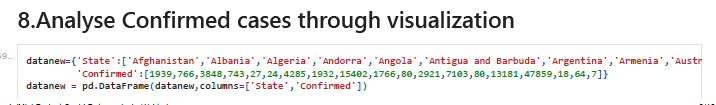 8.Analyse Confirmed cases through visualization
datanew={'State':['Afghanistan','Albania','Algeria','Andorra','Angola','Antigua and Barbuda','Argentina','Armenia','Austr
'Confirmed':[1939,766,3848,743,27,24,4285,1932,15402,1766,80,2921,7103,80,13181,47859,18,64,7]}
datanew = pd.DataFrame(datanew,columns=['State','Confirmed'])